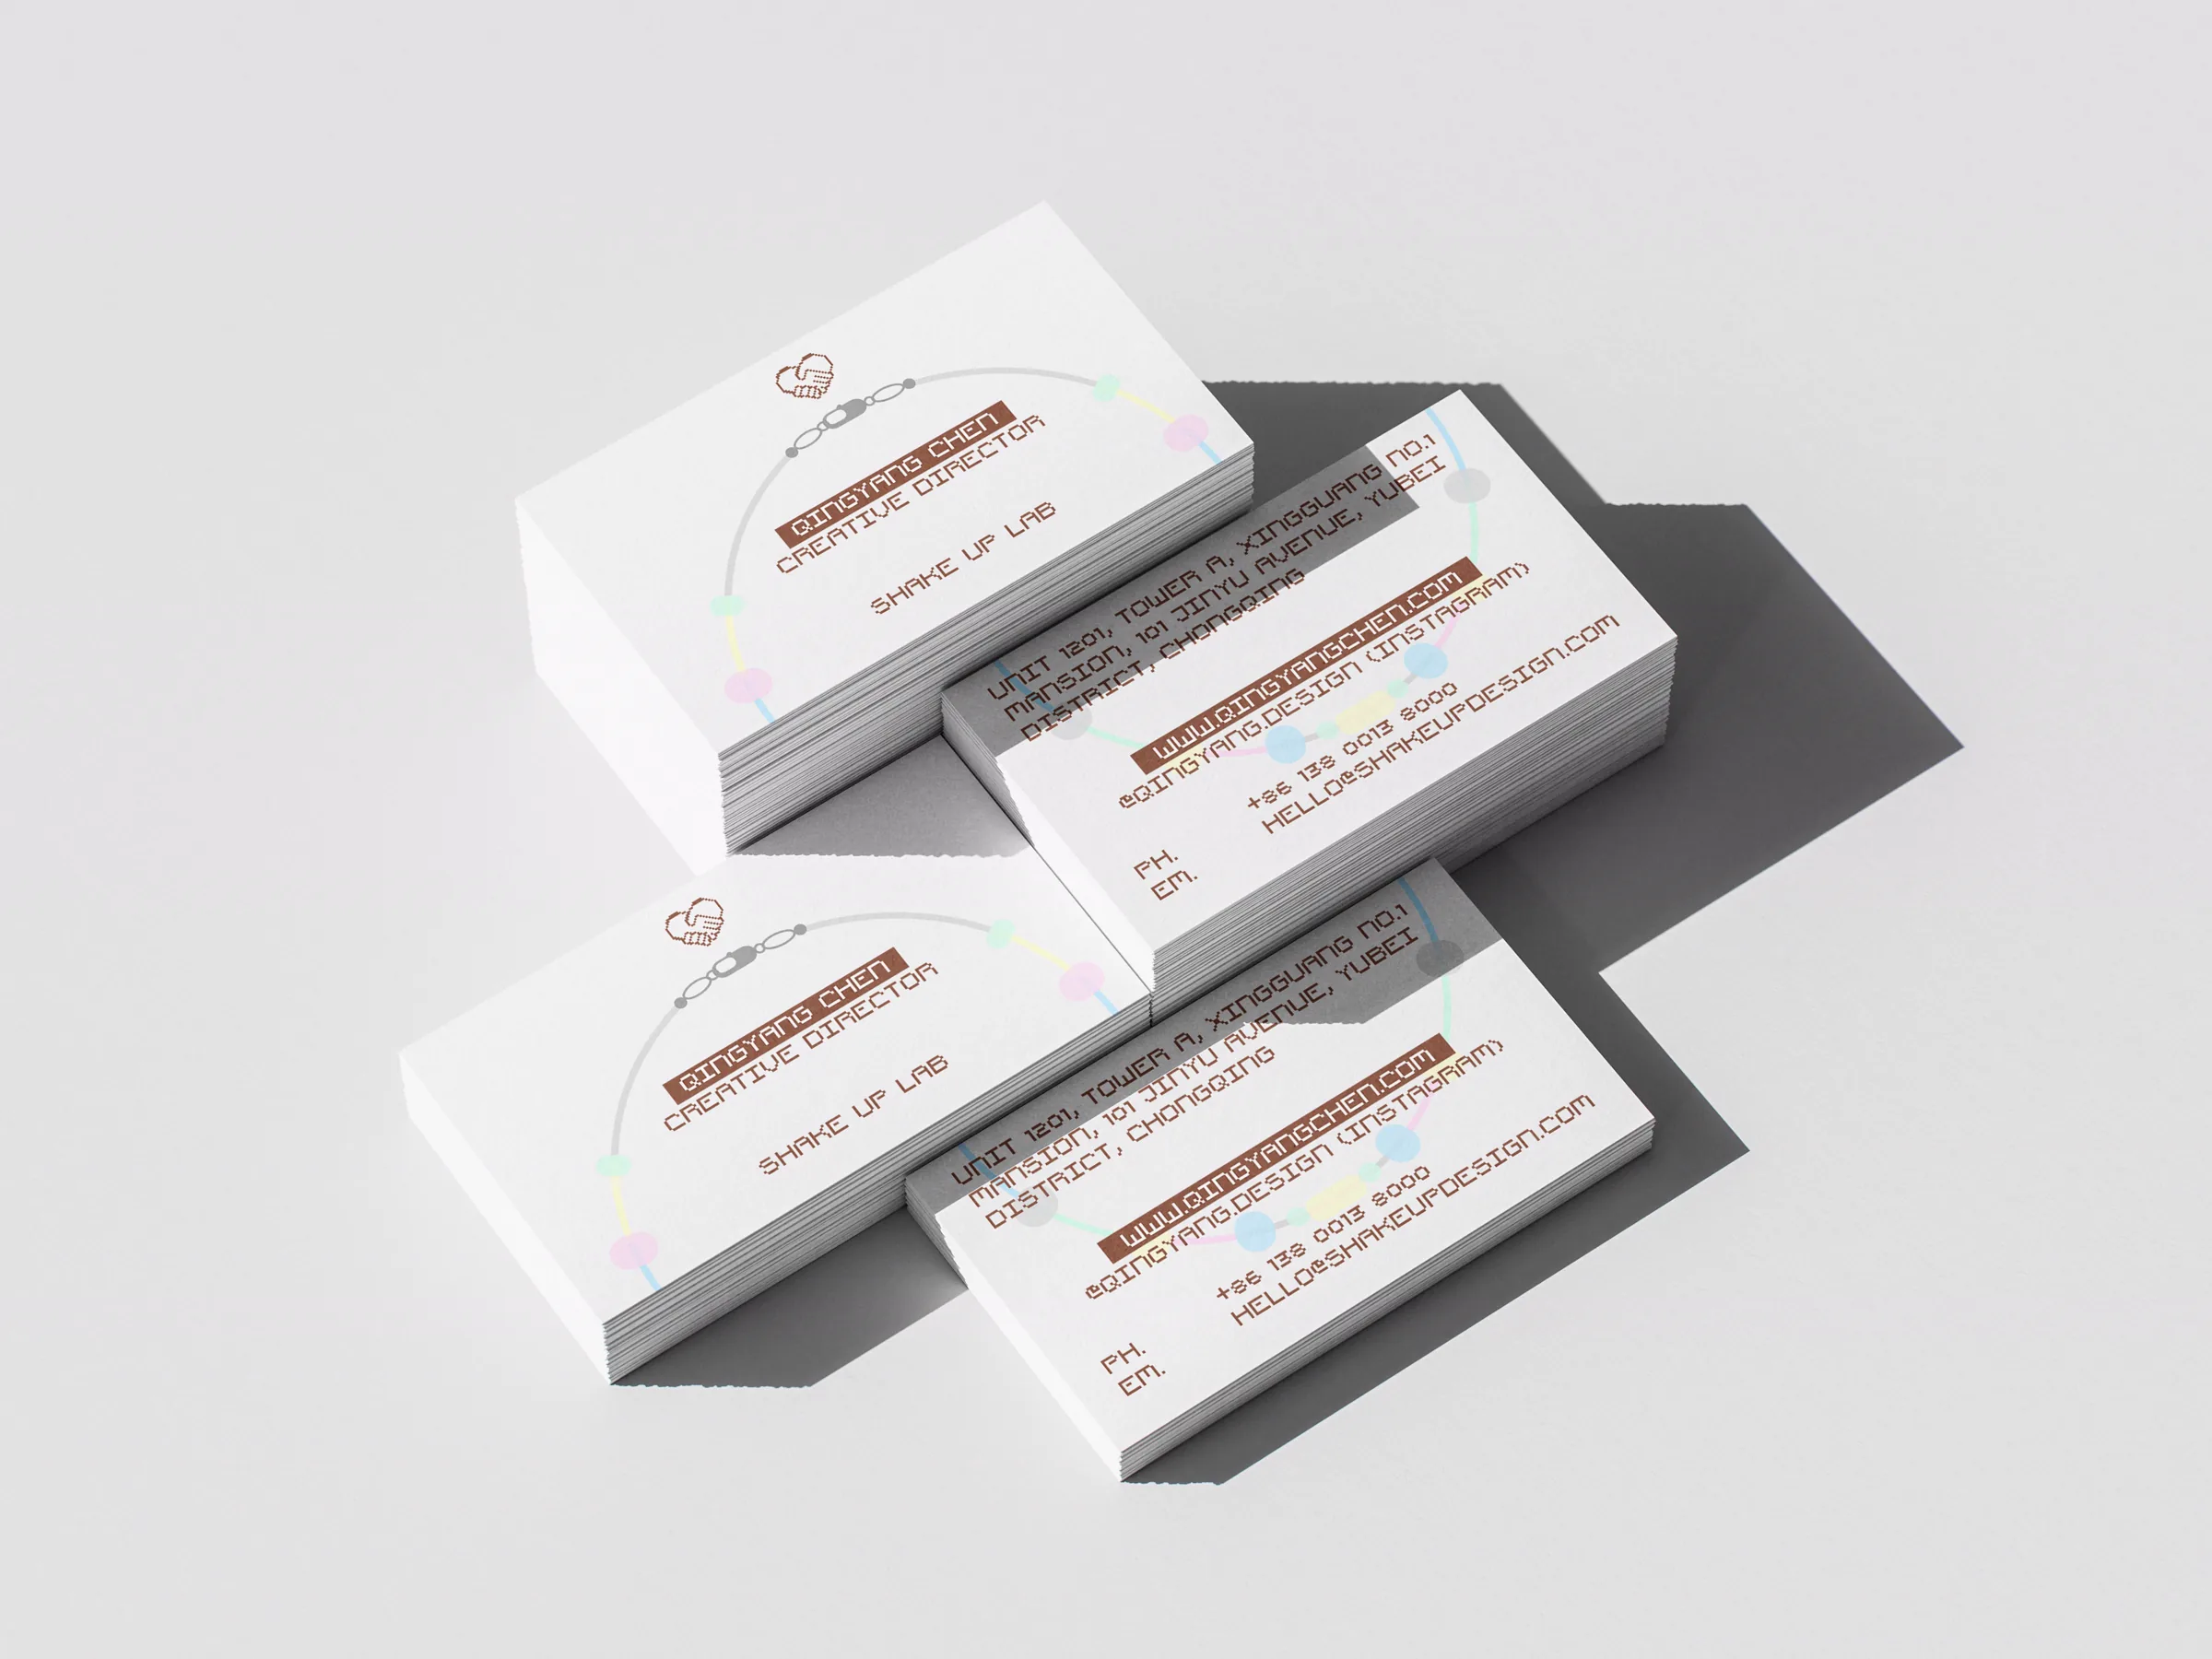 QINGYANG CHEN
CREATIVE DIRECTOR
SHAKE UP LAB
UNIT 1201, TOWER A, XINGGUANG NO.1
MANSION, 101 JINYU AVENUE, YUBEI
DISTRICT, CHONGQING
WWW.QINGYANGCHEN.COM
@QINGYANG.DESIGN (INSTAGRAM)
+86 138 0013 8000
HELLO@SHAKEUPDESIGN.COM
PH.
EM.
QINGYANG CHEN
CREATIVE DIRECTOR
SHAKE UP LAB
UNIT 1201, TOWER A, XINGGUANG NO.1
MANSION, 101 JINYU AVENUE, YUBEI
DISTRICT, CHONGQING
WWW.QINGYANGCHEN.COM
@QINGYANG.DESIGN (INSTAGRAM)
+86 138 0013 8000
HELLO@SHAKEUPDESIGN.COM
PH.
EM.